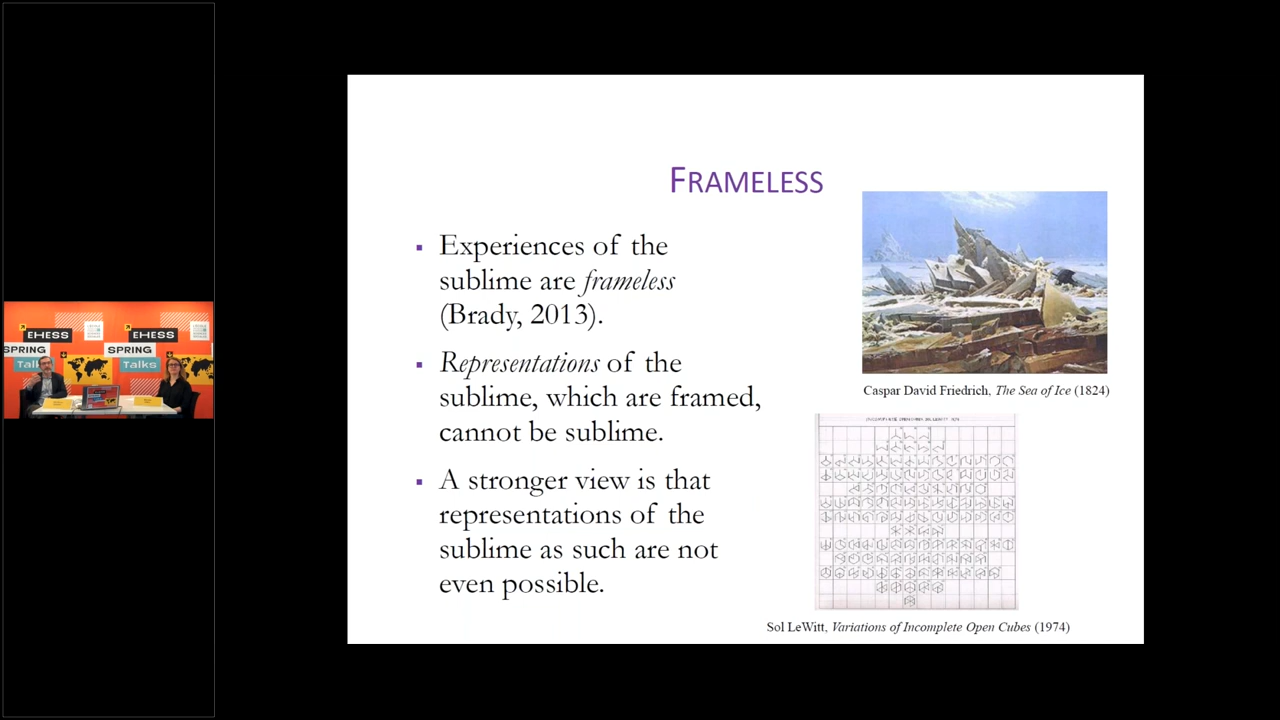 FRAMELESS
▪ Experiences of the
sublime are frameless
(Brady, 2013).
▪ Representations of the
sublime, which are framed,
cannot be sublime.
▪ A stronger view is that
representations of the
sublime as such are not
even possible.
Caspar David Friedrich, The Sea of Ice (1824)
Sol LeWitt, Variations of Incomplete Open Cubes (1974)
EHESS
EHESS
SPRING
SPRING
Talks
Talks